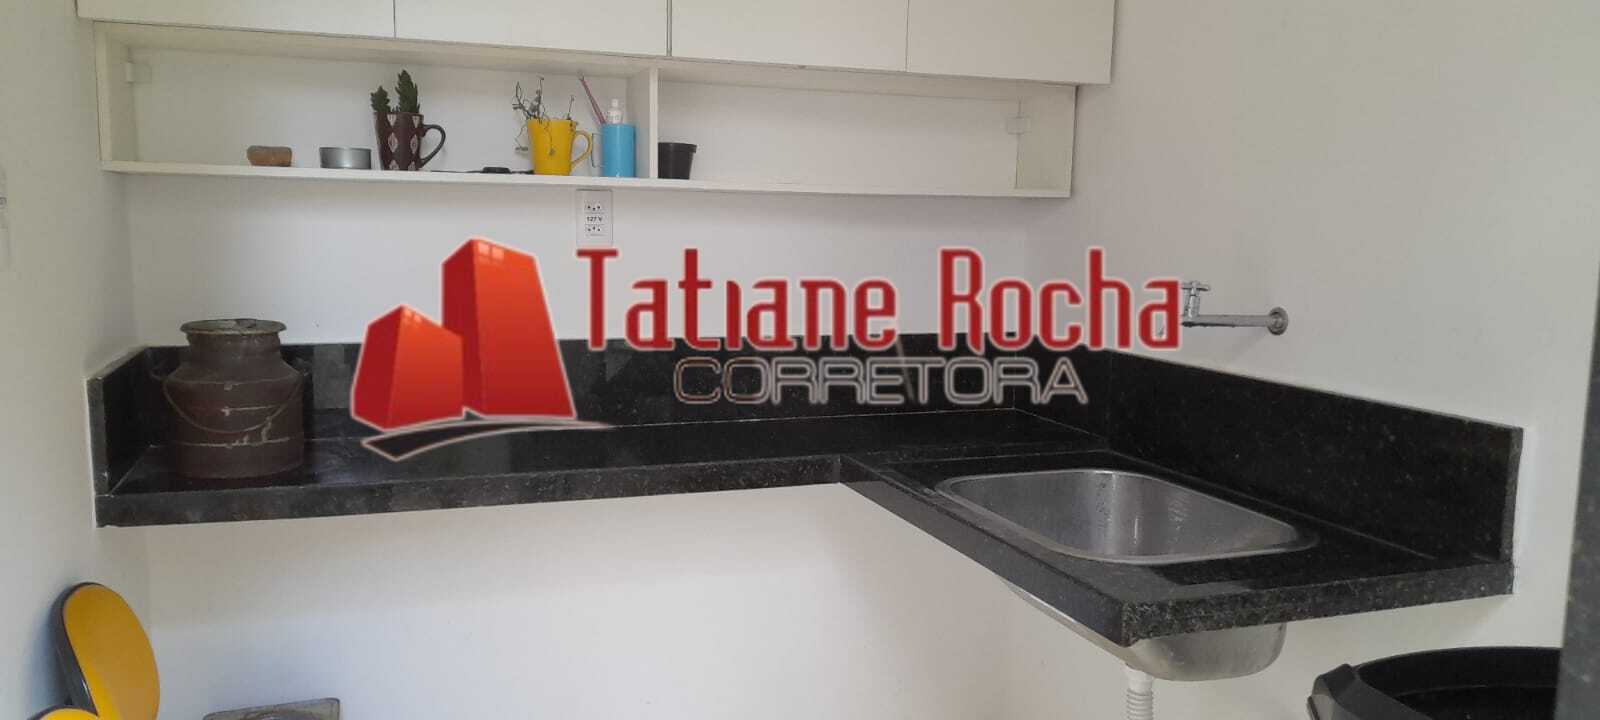 127 V
Tatiane Rocha
CORRETORA